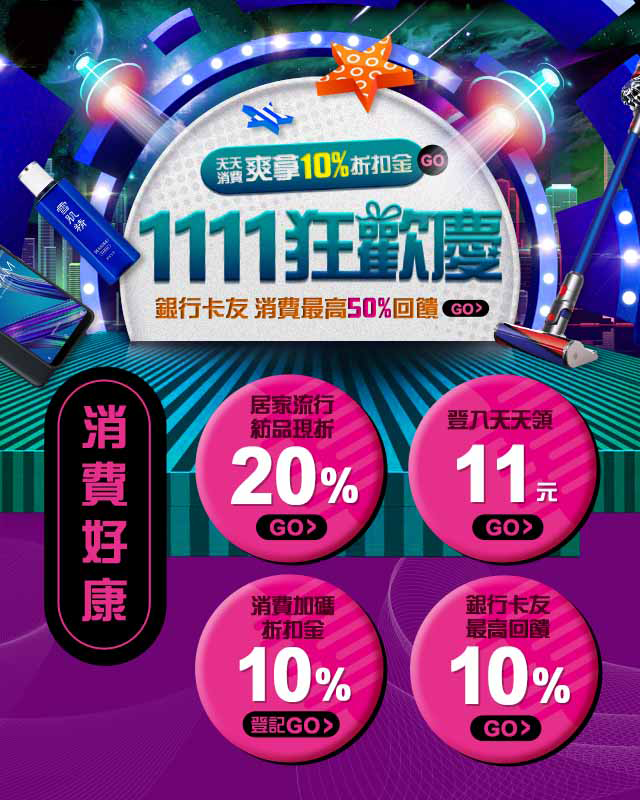 天天消費 爽拿10%折扣金 GO
1111狂歡慶
銀行卡友 消費最高50%回饋 GO>
雪肌精
消費好康
居家流行
紡品現折
20%
GO>
登入天天領
11元
GO>
消費加碼
折扣金
10%
登記GO>
銀行卡友
最高回饋
10%
GO>